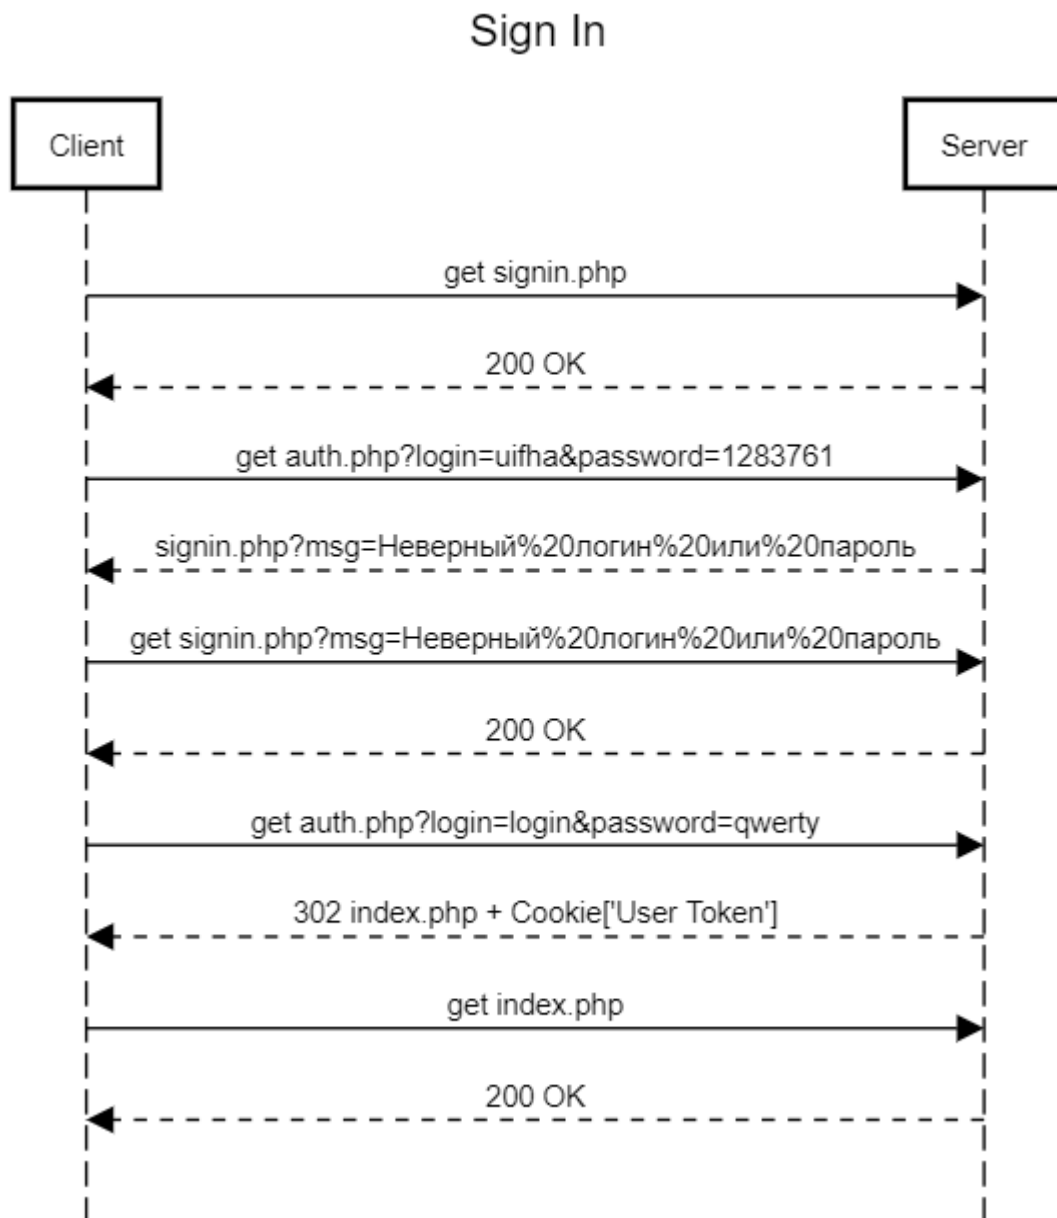 Sign In
Client
Server
get signin.php
200 OK
get auth.php?login=uifha&password=1283761
signin.php?msg=Неверный%20логин%20или%20пароль
get signin.php?msg=Неверный%20логин%20или%20пароль
200 OK
get auth.php?login=login&password=qwerty
302 index.php + Cookie['User Token']
get index.php
200 OK